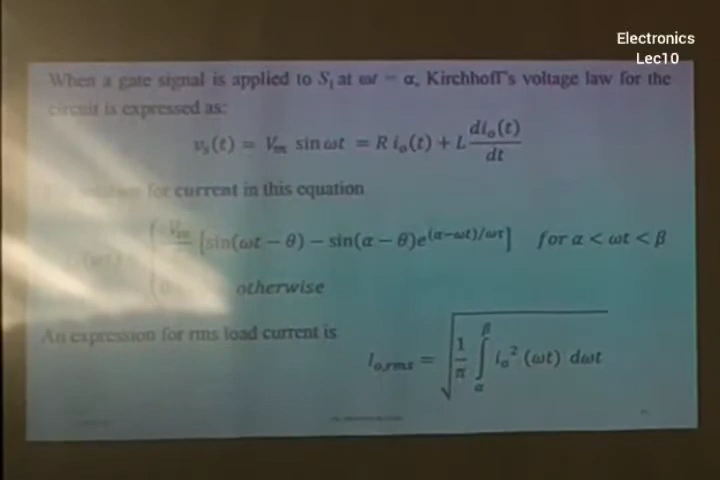 Electronics
Lec10
When a gate signal is applied to S₁ at ωt = α, Kirchhoff's voltage law for the
circuit is expressed as:
vₛ(t) = Vₘ sin ωt = R iₒ(t) + L diₒ(t)/dt
for current in this equation
Vₘ [sin(ωt − θ) − sin(α − θ)e^(α−ωt)/ωτ] for α < ωt < β
otherwise
An expression for rms load current is
Iₒ,rms = √(1/π ∫αβ iₒ² (ωt) dωt)